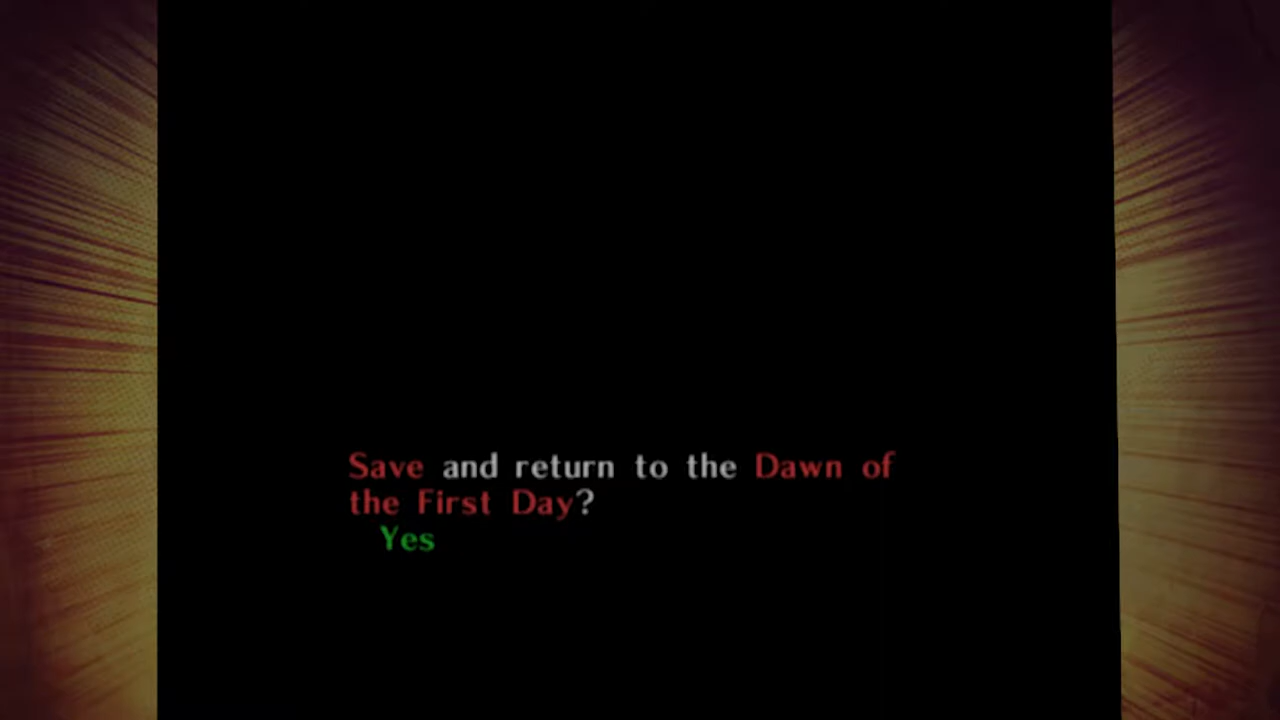 Save and return to the Dawn of
the First Day?
Yes